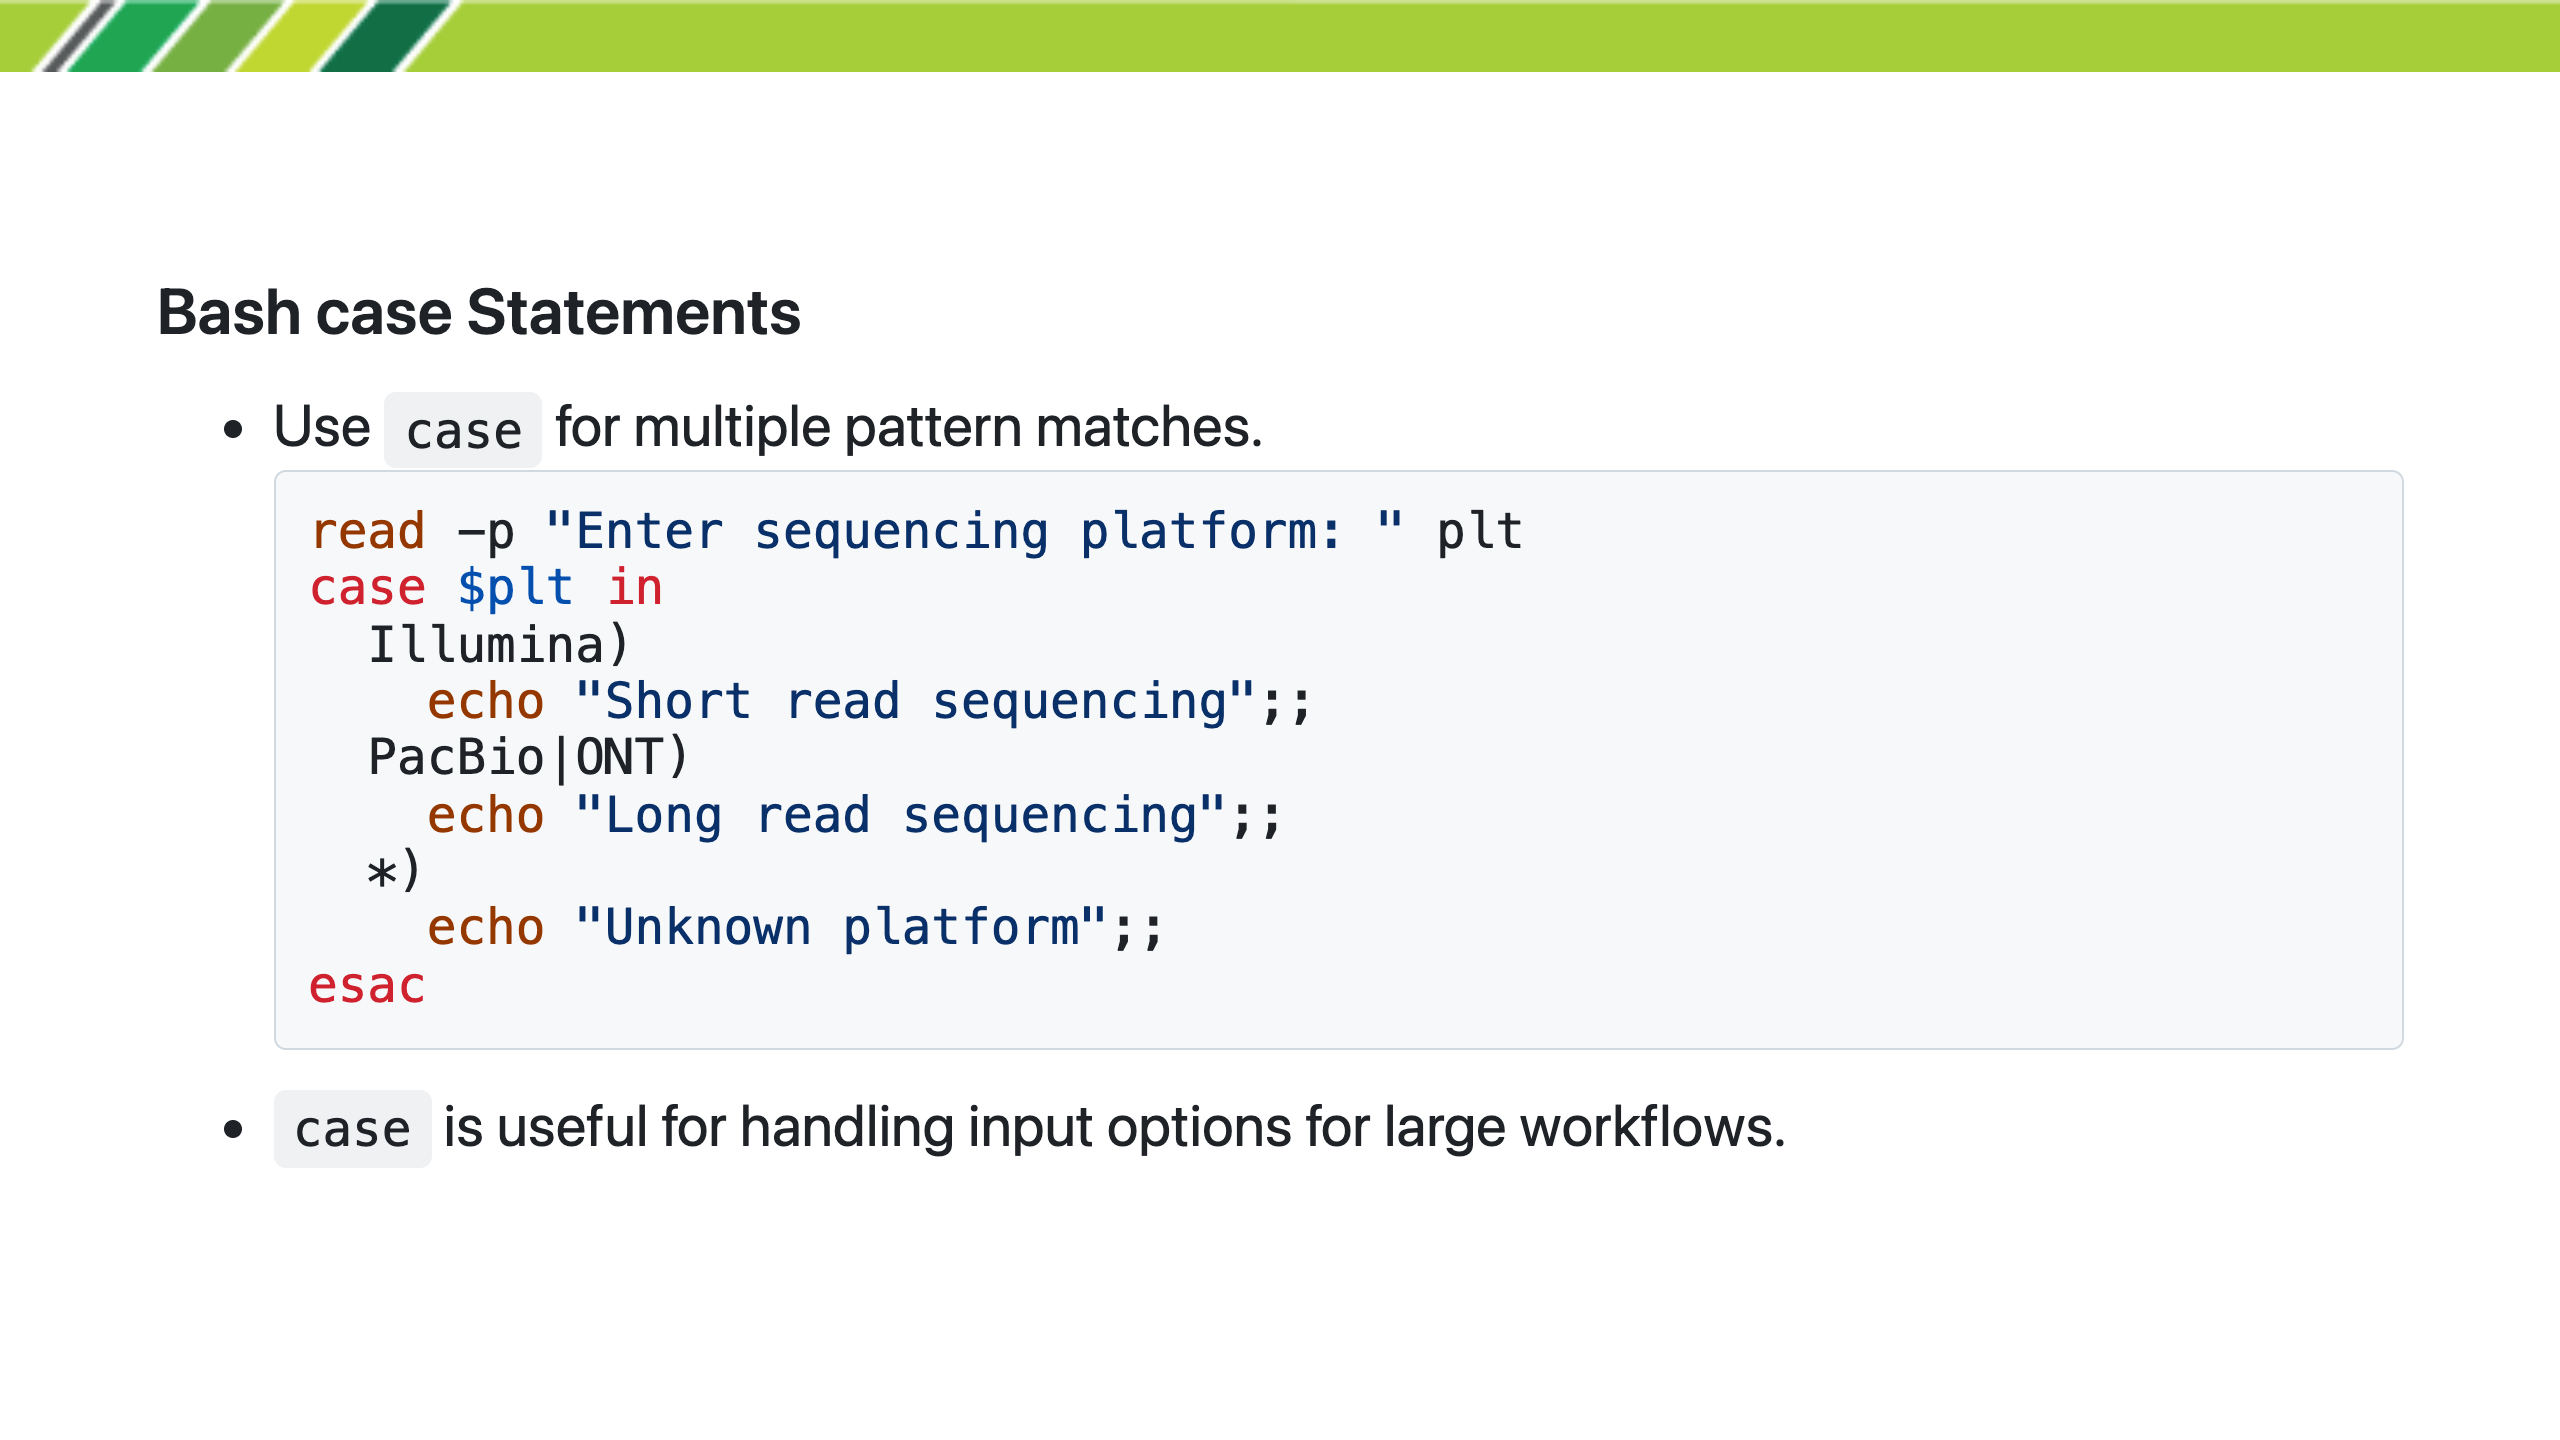 Bash case Statements
• Use case for multiple pattern matches.
read -p "Enter sequencing platform: " plt
case $plt in
  Illumina)
    echo "Short read sequencing";;
  PacBio|ONT)
    echo "Long read sequencing";;
  *)
    echo "Unknown platform";;
esac
• case is useful for handling input options for large workflows.